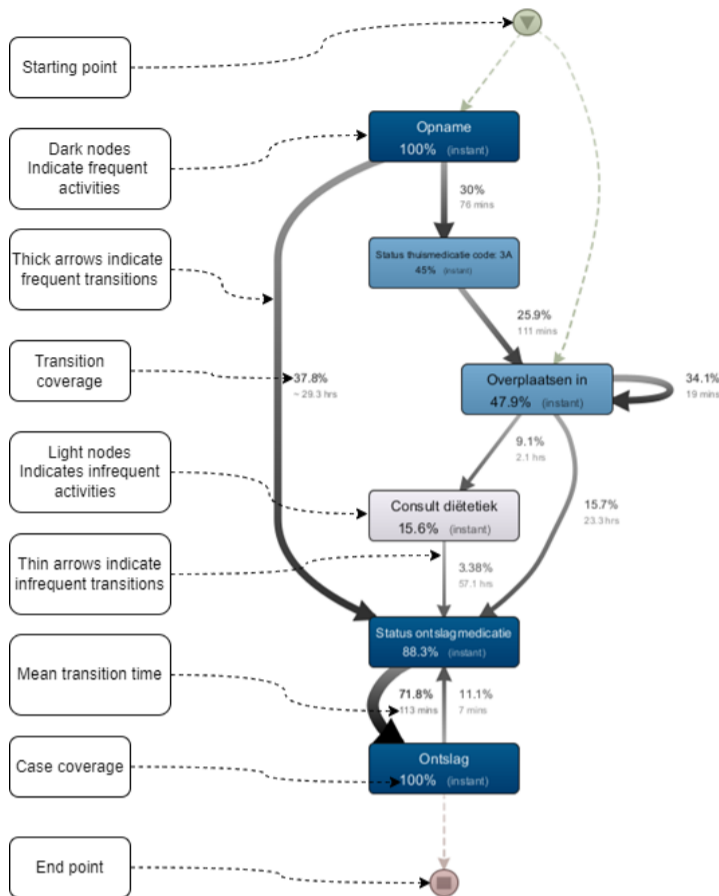 Starting point
Opname
100% (instant)
Dark nodes
Indicate frequent
activities
30%
76 mins
Thick arrows indicate
frequent transitions
Status thuismedicatie code: 3A
45% (instant)
25.9%
111 mins
Transition
coverage
37.8%
~ 29.3 hrs
Overplaatsen in
47.9% (instant)
34.1%
19 mins
Light nodes
Indicates infrequent
activities
9.1%
2.1 hrs
Consult diëtetiek
15.6% (instant)
15.7%
23.3 hrs
Thin arrows indicate
infrequent transitions
3.38%
57.1 hrs
Status ontslagmedicatie
88.3% (instant)
Mean transition time
71.8%
113 mins
11.1%
7 mins
Case coverage
Ontslag
100% (instant)
End point